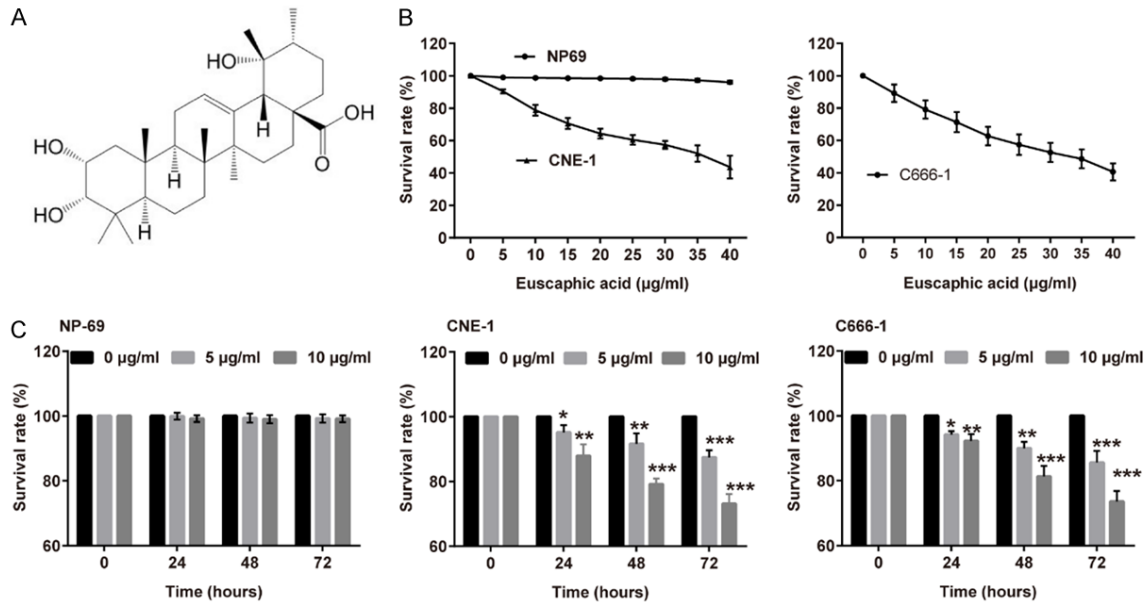 A
HO
HO
HO
H
H
H
OH
O
B
120
100
80
60
40
20
0
Survival rate (%)
NP69
CNE-1
0 5 10 15 20 25 30 35 40
Euscaphic acid (µg/ml)
120
100
80
60
40
20
0
Survival rate (%)
C666-1
0 5 10 15 20 25 30 35 40
Euscaphic acid (µg/ml)
C
NP-69
0 µg/ml 5 µg/ml 10 µg/ml
120
100
80
60
Survival rate (%)
0 24 48 72
Time (hours)
CNE-1
0 µg/ml 5 µg/ml 10 µg/ml
120
100
80
60
Survival rate (%)
* ** ** *** *** ***
0 24 48 72
Time (hours)
C666-1
0 µg/ml 5 µg/ml 10 µg/ml
120
100
80
60
Survival rate (%)
* ** ** *** *** ***
0 24 48 72
Time (hours)